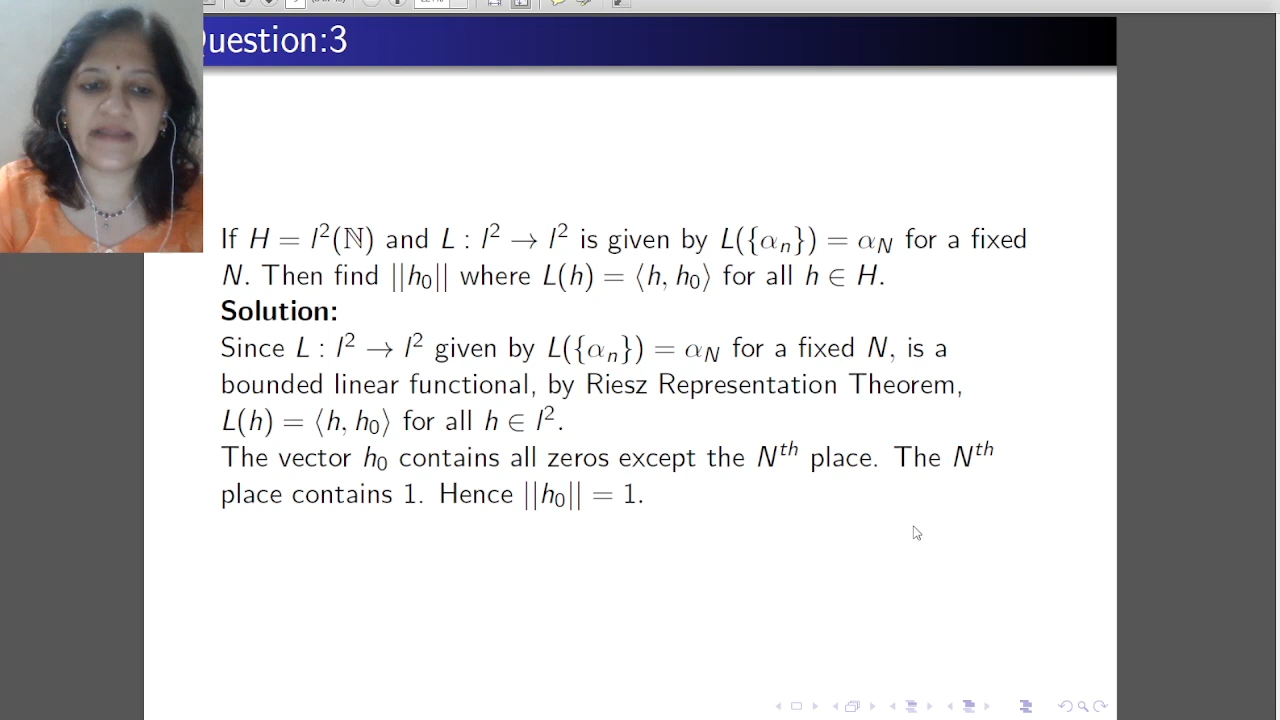 Question:3
If H = l²(ℕ) and L : l² → l² is given by L({αₙ}) = α_N for a fixed
N. Then find ||h₀|| where L(h) = ⟨h, h₀⟩ for all h ∈ H.
Solution:
Since L : l² → l² given by L({αₙ}) = α_N for a fixed N, is a
bounded linear functional, by Riesz Representation Theorem,
L(h) = ⟨h, h₀⟩ for all h ∈ l².
The vector h₀ contains all zeros except the Nᵗʰ place. The Nᵗʰ
place contains 1. Hence ||h₀|| = 1.